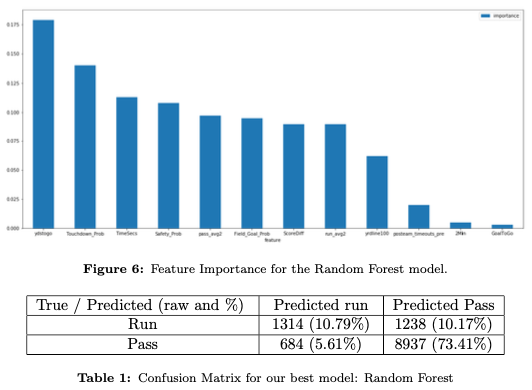 importance
0.175
0.150
0.125
0.100
0.075
0.050
0.025
0.000
Touchdown_Prob
TimeSecs
Safety_Prob
pass_avg2
Field_Goal_Prob
ScoreDiff
run_avg2
yrdline100
posteam_timeouts_pre
2Min
GoalToGo
feature
Figure 6: Feature Importance for the Random Forest model.
True / Predicted (raw and %) Predicted run Predicted Pass
Run 1314 (10.79%) 1238 (10.17%)
Pass 684 (5.61%) 8937 (73.41%)
Table 1: Confusion Matrix for our best model: Random Forest